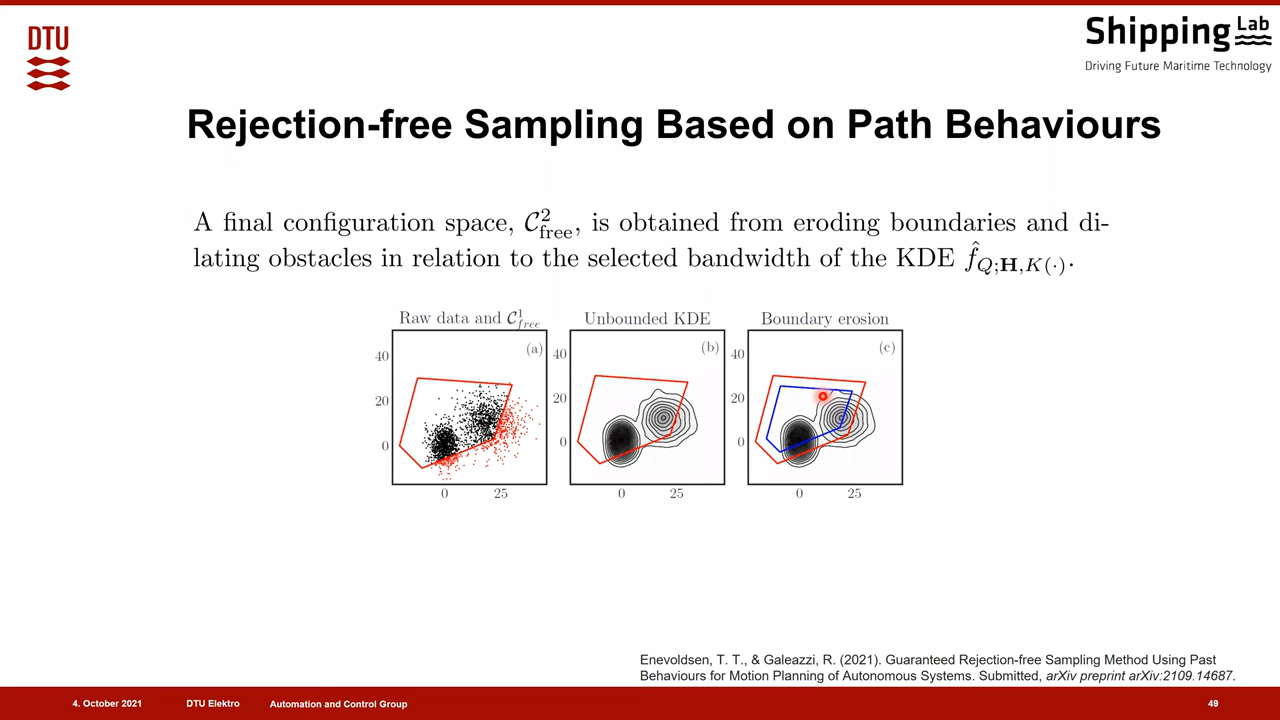 DTU
Shipping Lab
Driving Future Maritime Technology
Rejection-free Sampling Based on Path Behaviours
A final configuration space, 𝒞²free, is obtained from eroding boundaries and di-
lating obstacles in relation to the selected bandwidth of the KDE f̂Q;H,K(·).
Raw data and 𝒞¹free
Unbounded KDE
Boundary erosion
(a)
(b)
(c)
40
20
0
0
25
40
20
0
0
25
40
20
0
0
25
Enevoldsen, T. T., & Galeazzi, R. (2021). Guaranteed Rejection-free Sampling Method Using Past
Behaviours for Motion Planning of Autonomous Systems. Submitted, arXiv preprint arXiv:2109.14687.
4. October 2021
DTU Elektro
Automation and Control Group
49